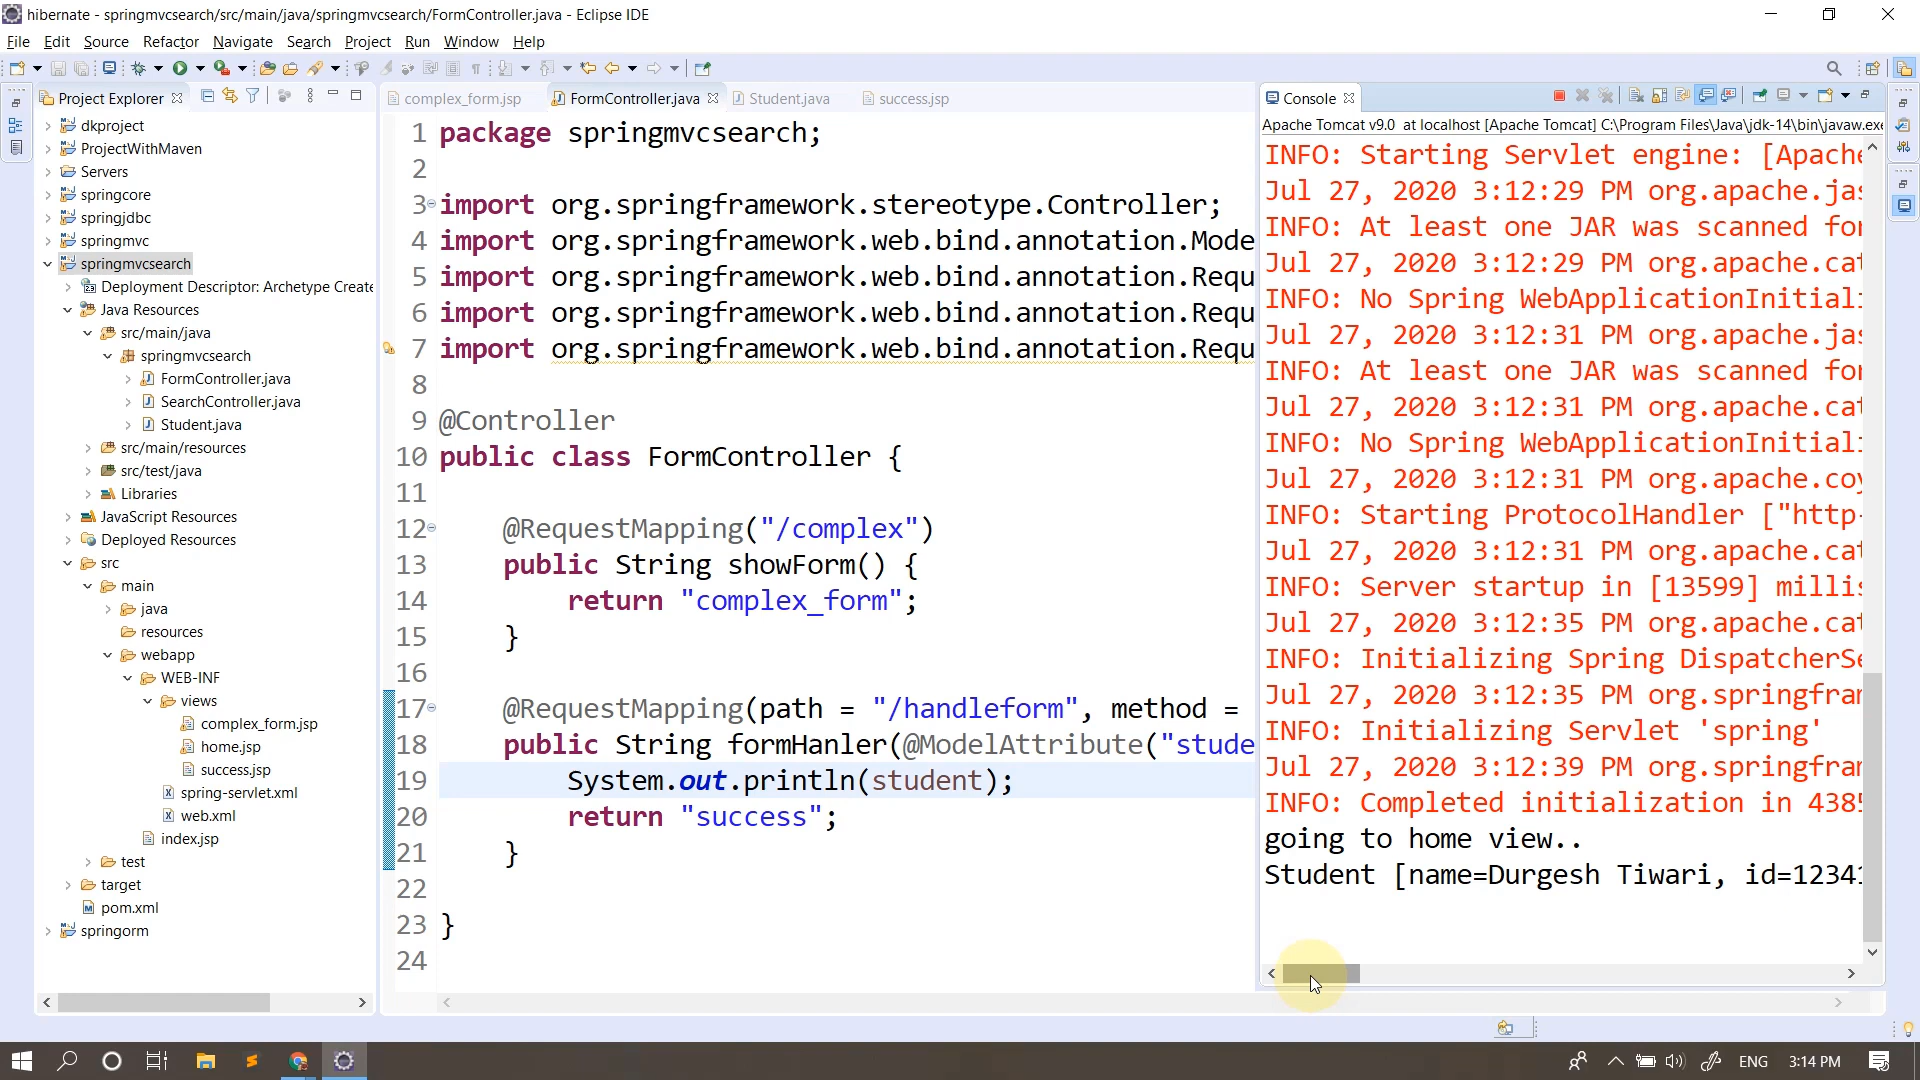 hibernate - springmvcsearch/src/main/java/springmvcsearch/FormController.java - Eclipse IDE
File Edit Source Refactor Navigate Search Project Run Window Help
Project Explorer
dkproject
ProjectWithMaven
Servers
springcore
springjdbc
springmvc
springmvcsearch
Deployment Descriptor: Archetype Create
Java Resources
src/main/java
springmvcsearch
FormController.java
SearchController.java
Student.java
src/main/resources
src/test/java
Libraries
JavaScript Resources
Deployed Resources
src
main
java
resources
webapp
WEB-INF
views
complex_form.jsp
home.jsp
success.jsp
spring-servlet.xml
web.xml
index.jsp
test
target
pom.xml
springorm
complex_form.jsp FormController.java Student.java success.jsp
1 package springmvcsearch;
2
3 import org.springframework.stereotype.Controller;
4 import org.springframework.web.bind.annotation.Mode
5 import org.springframework.web.bind.annotation.Requ
6 import org.springframework.web.bind.annotation.Requ
7 import org.springframework.web.bind.annotation.Requ
8
9 @Controller
10 public class FormController {
11
12 @RequestMapping("/complex")
13 public String showForm() {
14 return "complex_form";
15 }
16
17 @RequestMapping(path = "/handleform", method =
18 public String formHanler(@ModelAttribute("stude
19 System.out.println(student);
20 return "success";
21 }
22
23 }
24
Console
Apache Tomcat v9.0 at localhost [Apache Tomcat] C:\Program Files\Java\jdk-14\bin\javaw.exe
INFO: Starting Servlet engine: [Apache
Jul 27, 2020 3:12:29 PM org.apache.jas
INFO: At least one JAR was scanned for
Jul 27, 2020 3:12:29 PM org.apache.cat
INFO: No Spring WebApplicationInitiali
Jul 27, 2020 3:12:31 PM org.apache.jas
INFO: At least one JAR was scanned for
Jul 27, 2020 3:12:31 PM org.apache.cat
INFO: No Spring WebApplicationInitiali
Jul 27, 2020 3:12:31 PM org.apache.coy
INFO: Starting ProtocolHandler ["http-
Jul 27, 2020 3:12:31 PM org.apache.cat
INFO: Server startup in [13599] millis
Jul 27, 2020 3:12:35 PM org.apache.cat
INFO: Initializing Spring DispatcherSe
Jul 27, 2020 3:12:35 PM org.springfram
INFO: Initializing Servlet 'spring'
Jul 27, 2020 3:12:39 PM org.springfram
INFO: Completed initialization in 4385
going to home view..
Student [name=Durgesh Tiwari, id=12341
ENG 3:14 PM